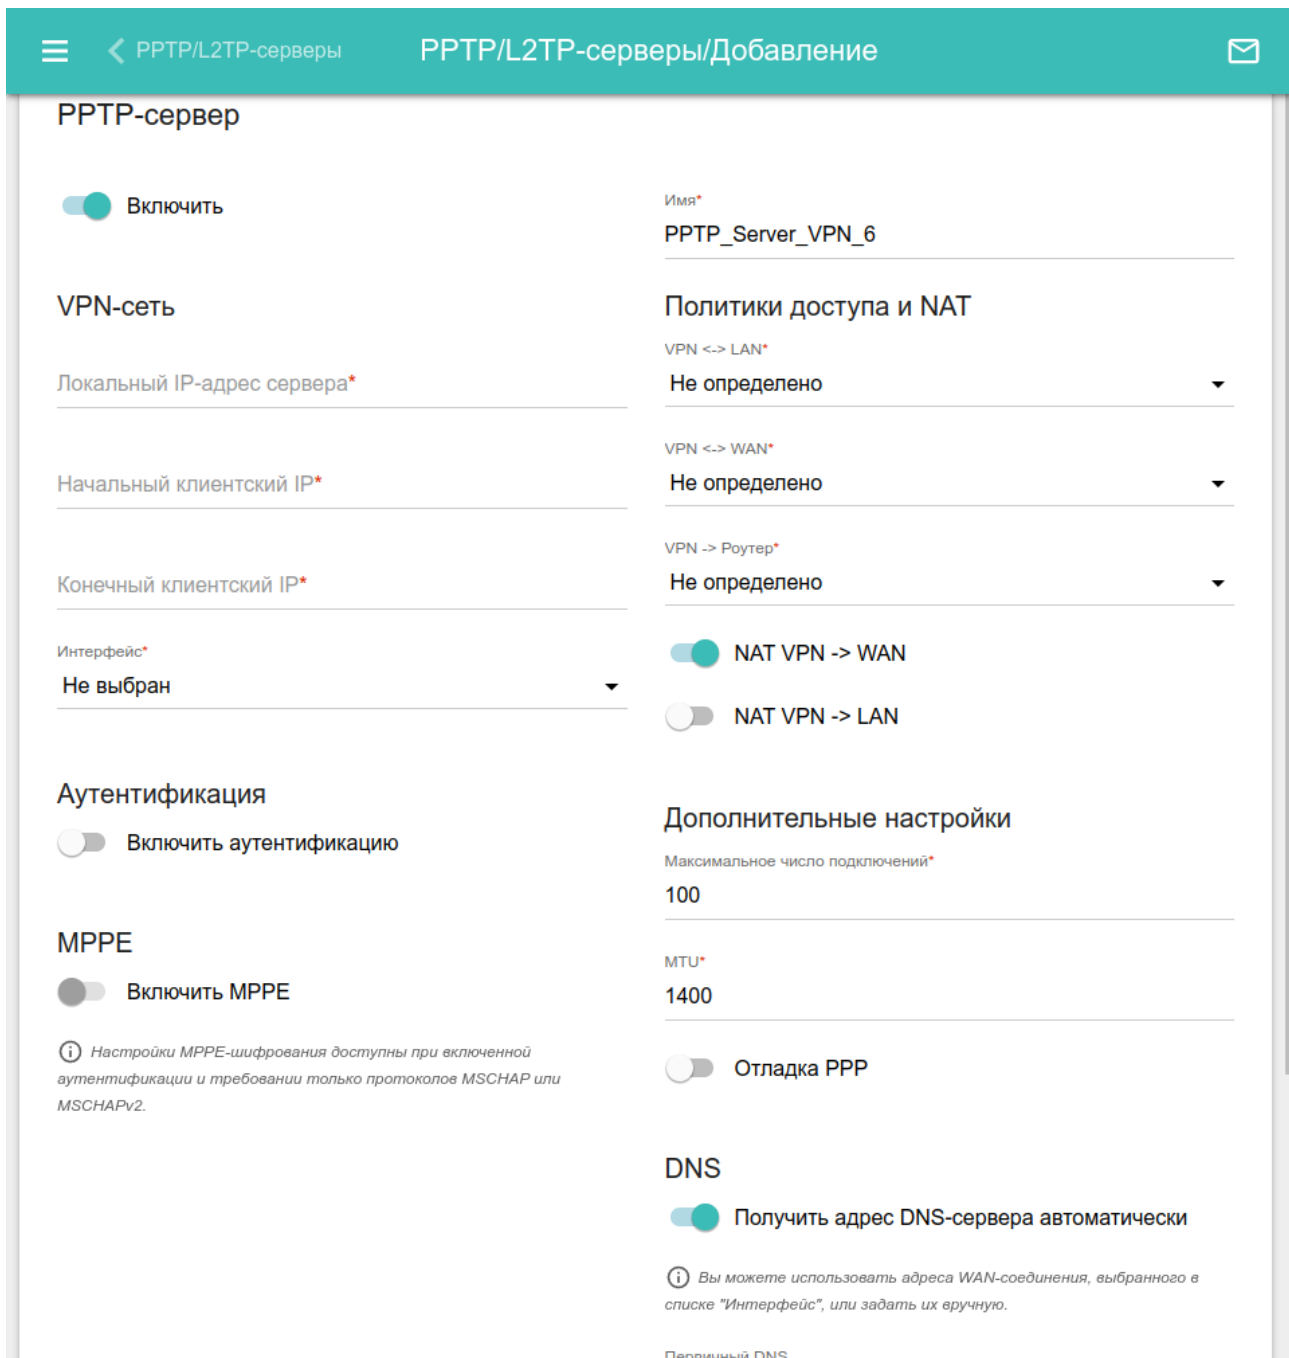 PPTP/L2TP-серверы
PPTP/L2TP-серверы/Добавление
PPTP-сервер
Включить
Имя*
PPTP_Server_VPN_6
VPN-сеть
Локальный IP-адрес сервера*
Начальный клиентский IP*
Конечный клиентский IP*
Интерфейс*
Не выбран
Аутентификация
Включить аутентификацию
MPPE
Включить MPPE
Настройки MPPE-шифрования доступны при включенной
аутентификации и требовании только протоколов MSCHAP или
MSCHAPv2.
Политики доступа и NAT
VPN <-> LAN*
Не определено
VPN <-> WAN*
Не определено
VPN -> Роутер*
Не определено
NAT VPN -> WAN
NAT VPN -> LAN
Дополнительные настройки
Максимальное число подключений*
100
MTU*
1400
Отладка PPP
DNS
Получить адрес DNS-сервера автоматически
Вы можете использовать адреса WAN-соединения, выбранного в
списке "Интерфейс", или задать их вручную.
Первичный DNS